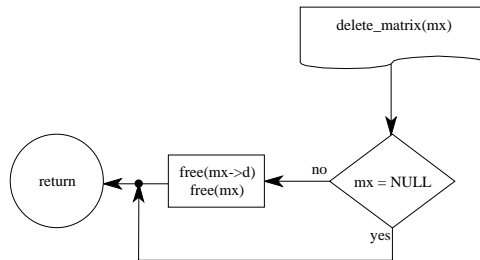 delete_matrix(mx)
mx = NULL
no
yes
free(mx->d)
free(mx)
return